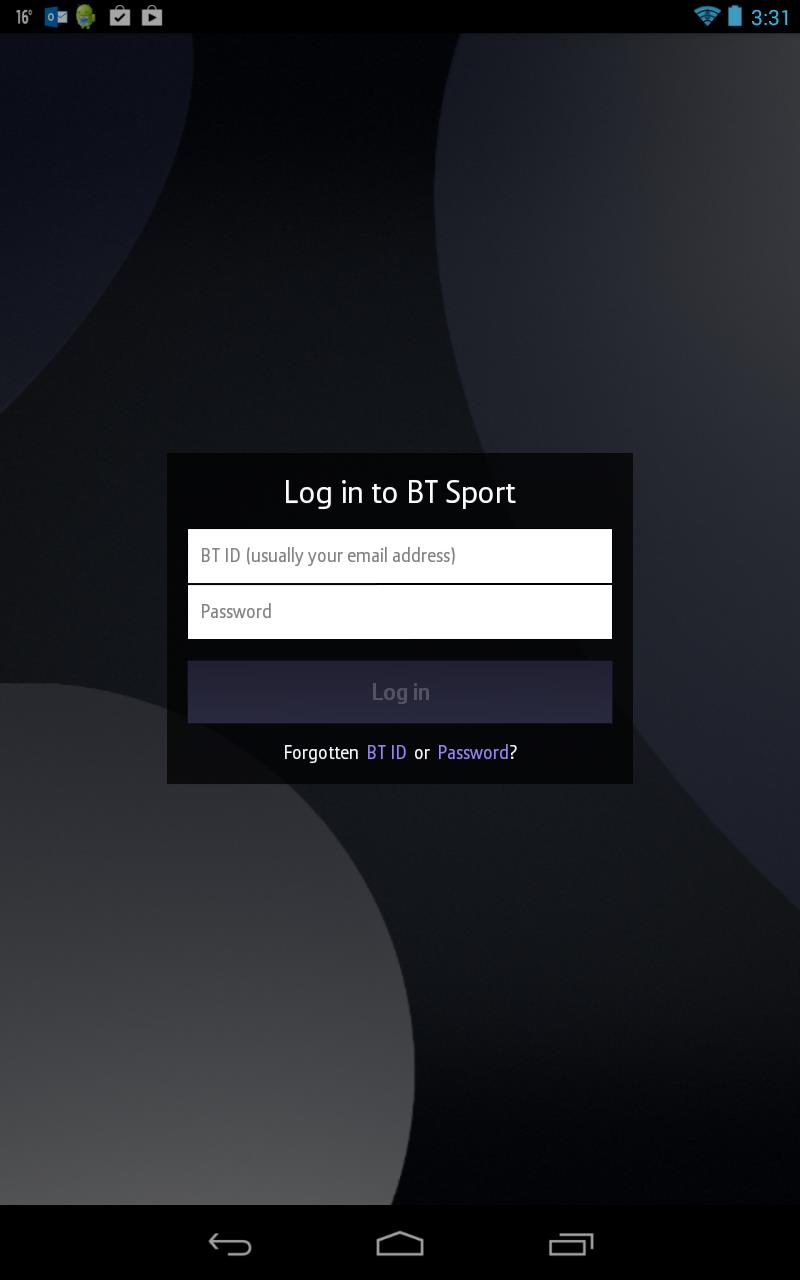 16° 3:31
Log in to BT Sport
BT ID (usually your email address)
Password
Log in
Forgotten BT ID or Password?